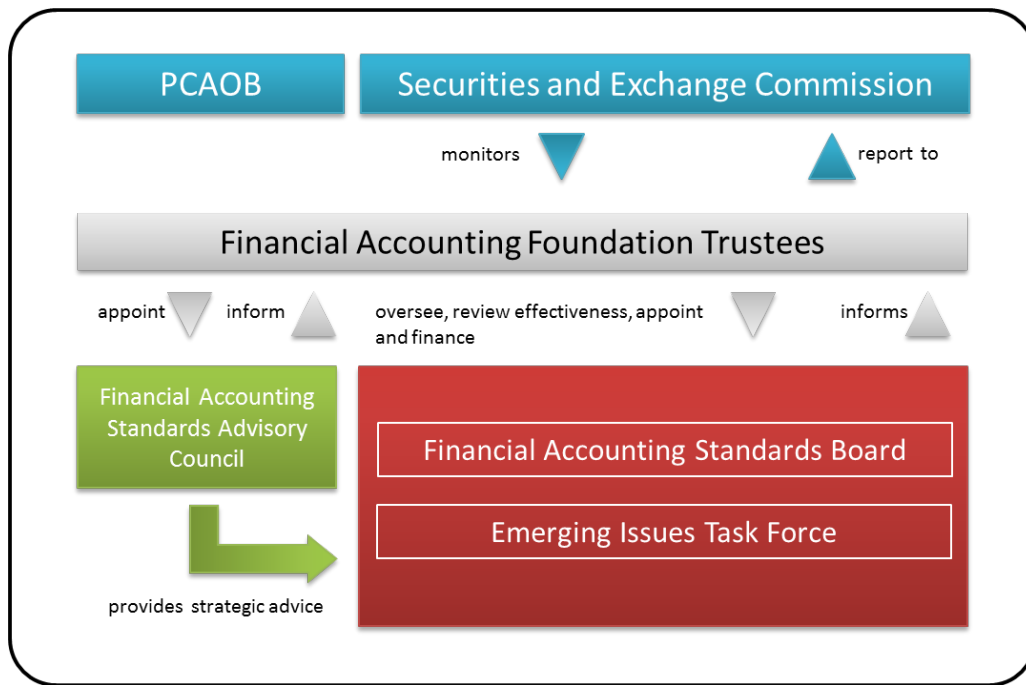 PCAOB
Securities and Exchange Commission
monitors
report to
Financial Accounting Foundation Trustees
appoint
inform
oversee, review effectiveness, appoint
and finance
informs
Financial Accounting
Standards Advisory
Council
Financial Accounting Standards Board
Emerging Issues Task Force
provides strategic advice